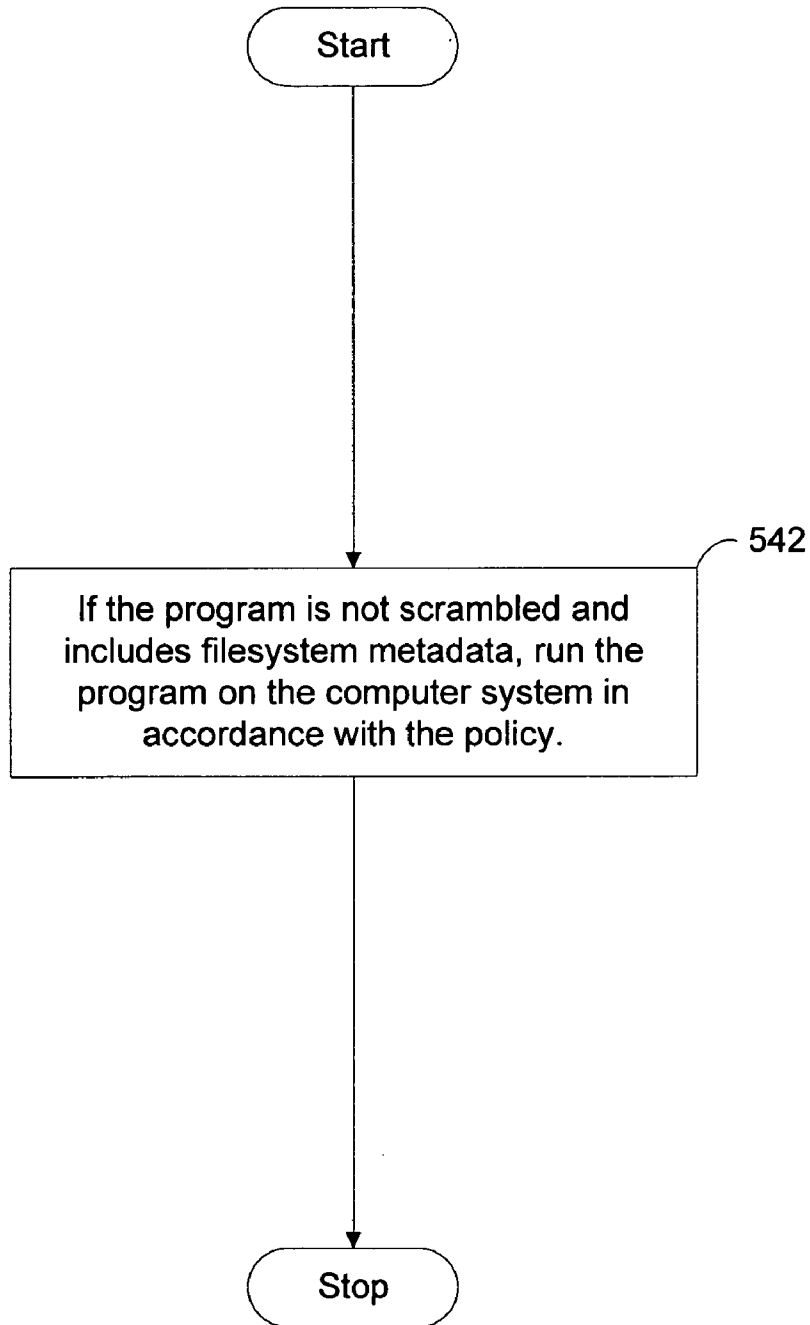 Start
542
If the program is not scrambled and
includes filesystem metadata, run the
program on the computer system in
accordance with the policy.
Stop